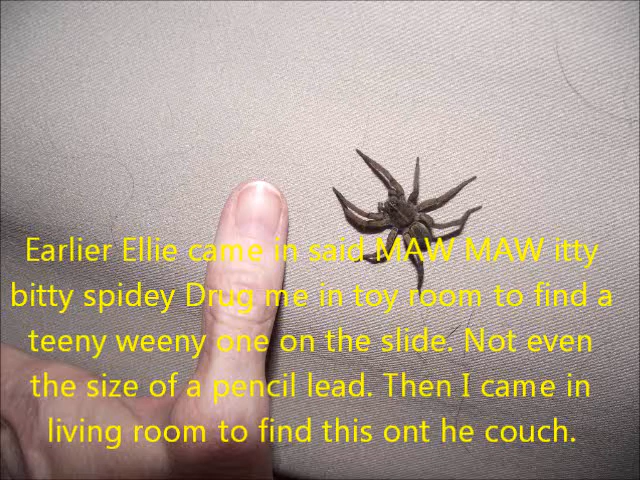 Earlier Ellie came in said MAW MAW itty
bitty spidey Drug me in toy room to find a
teeny weeny one on the slide. Not even
the size of a pencil lead. Then I came in
living room to find this ont he couch.